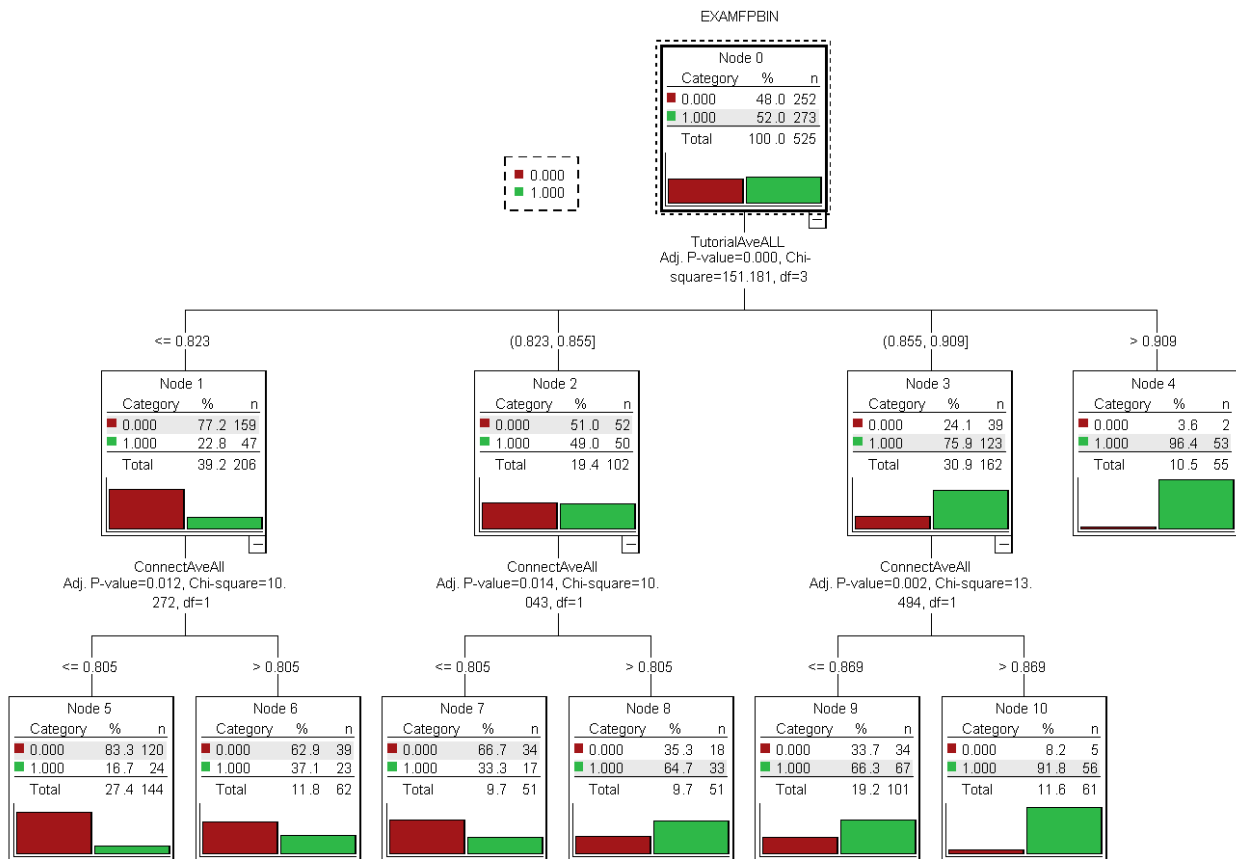 EXAMFPBIN
Node 0
Category % n
0.000 48.0 252
1.000 52.0 273
Total 100.0 525
0.000
1.000
TutorialAveALL
Adj. P-value=0.000, Chi-
square=151.181, df=3
<= 0.823
(0.823, 0.855]
(0.855, 0.909]
> 0.909
Node 1
Category % n
0.000 77.2 159
1.000 22.8 47
Total 39.2 206
Node 2
Category % n
0.000 51.0 52
1.000 49.0 50
Total 19.4 102
Node 3
Category % n
0.000 24.1 39
1.000 75.9 123
Total 30.9 162
Node 4
Category % n
0.000 3.6 2
1.000 96.4 53
Total 10.5 55
ConnectAveAll
Adj. P-value=0.012, Chi-square=10.
272, df=1
ConnectAveAll
Adj. P-value=0.014, Chi-square=10.
043, df=1
ConnectAveAll
Adj. P-value=0.002, Chi-square=13.
494, df=1
<= 0.805
> 0.805
<= 0.805
> 0.805
<= 0.869
> 0.869
Node 5
Category % n
0.000 83.3 120
1.000 16.7 24
Total 27.4 144
Node 6
Category % n
0.000 62.9 39
1.000 37.1 23
Total 11.8 62
Node 7
Category % n
0.000 66.7 34
1.000 33.3 17
Total 9.7 51
Node 8
Category % n
0.000 35.3 18
1.000 64.7 33
Total 9.7 51
Node 9
Category % n
0.000 33.7 34
1.000 66.3 67
Total 19.2 101
Node 10
Category % n
0.000 8.2 5
1.000 91.8 56
Total 11.6 61